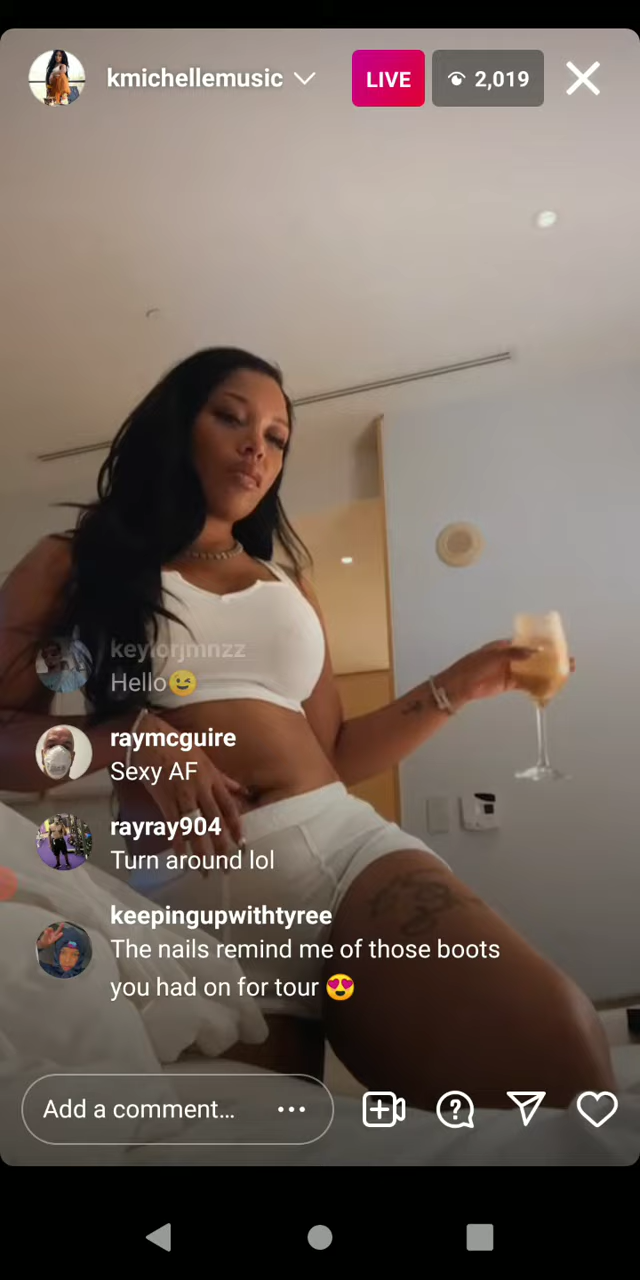 kmichellemusic
LIVE
2,019
keylorjmnzz
Hello😉
raymcguire
Sexy AF
rayray904
Turn around lol
keepingupwithtyree
The nails remind me of those boots
you had on for tour 😍
Add a comment...